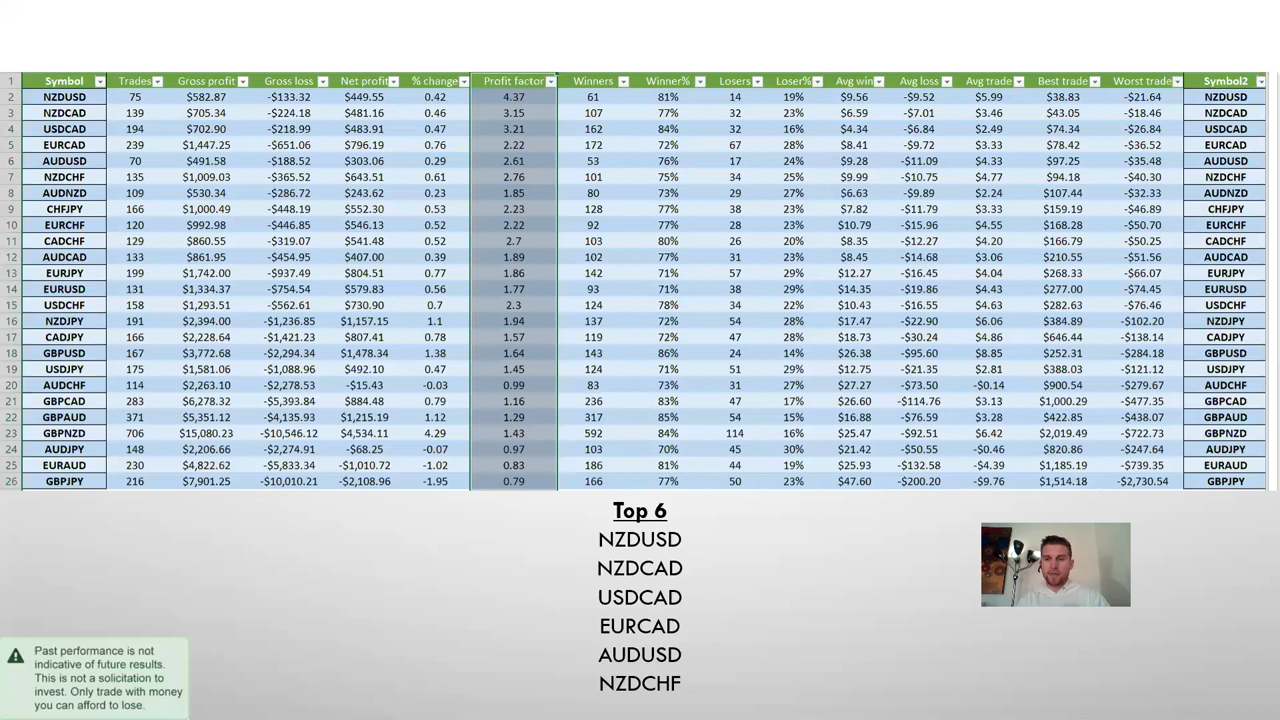 1 Symbol Trades Gross profit Gross loss Net profit % change Profit factor Winners Winner% Losers Loser% Avg win Avg loss Avg trade Best trade Worst trade Symbol2
2 NZDUSD 75 $582.87 -$133.32 $449.55 0.42 4.37 61 81% 14 19% $9.56 -$9.52 $5.99 $38.83 -$21.64 NZDUSD
3 NZDCAD 139 $705.34 -$224.18 $481.16 0.46 3.15 107 77% 32 23% $6.59 -$7.01 $3.46 $43.05 -$18.46 NZDCAD
4 USDCAD 194 $702.90 -$218.99 $483.91 0.47 3.21 162 84% 32 16% $4.34 -$6.84 $2.49 $74.34 -$26.84 USDCAD
5 EURCAD 239 $1,447.25 -$651.06 $796.19 0.76 2.22 172 72% 67 28% $8.41 -$9.72 $3.33 $78.42 -$36.52 EURCAD
6 AUDUSD 70 $491.58 -$188.52 $303.06 0.29 2.61 53 76% 17 24% $9.28 -$11.09 $4.33 $97.25 -$35.48 AUDUSD
7 NZDCHF 135 $1,009.03 -$365.52 $643.51 0.61 2.76 101 75% 34 25% $9.99 -$10.75 $4.77 $94.18 -$40.30 NZDCHF
8 AUDNZD 109 $530.34 -$286.72 $243.62 0.23 1.85 80 73% 29 27% $6.63 -$9.89 $2.24 $107.44 -$32.33 AUDNZD
9 CHFJPY 166 $1,000.49 -$448.19 $552.30 0.53 2.23 128 77% 38 23% $7.82 -$11.79 $3.33 $159.19 -$46.89 CHFJPY
10 EURCHF 120 $992.98 -$446.85 $546.13 0.52 2.22 92 77% 28 23% $10.79 -$15.96 $4.55 $168.28 -$50.70 EURCHF
11 CADCHF 129 $860.55 -$319.07 $541.48 0.52 2.7 103 80% 26 20% $8.35 -$12.27 $4.20 $166.79 -$50.25 CADCHF
12 AUDCAD 133 $861.95 -$454.95 $407.00 0.39 1.89 102 77% 31 23% $8.45 -$14.68 $3.06 $210.55 -$51.56 AUDCAD
13 EURJPY 199 $1,742.00 -$937.49 $804.51 0.77 1.86 142 71% 57 29% $12.27 -$16.45 $4.04 $268.33 -$66.07 EURJPY
14 EURUSD 131 $1,334.37 -$754.54 $579.83 0.56 1.77 93 71% 38 29% $14.35 -$19.86 $4.43 $277.00 -$74.45 EURUSD
15 USDCHF 158 $1,293.51 -$562.61 $730.90 0.7 2.3 124 78% 34 22% $10.43 -$16.55 $4.63 $282.63 -$76.46 USDCHF
16 NZDJPY 191 $2,394.00 -$1,236.85 $1,157.15 1.1 1.94 137 72% 54 28% $17.47 -$22.90 $6.06 $384.89 -$102.20 NZDJPY
17 CADJPY 166 $2,228.64 -$1,421.23 $807.41 0.78 1.57 119 72% 47 28% $18.73 -$30.24 $4.86 $646.44 -$138.14 CADJPY
18 GBPUSD 167 $3,772.68 -$2,294.34 $1,478.34 1.38 1.64 143 86% 24 14% $26.38 -$95.60 $8.85 $252.31 -$284.18 GBPUSD
19 USDJPY 175 $1,581.06 -$1,088.96 $492.10 0.47 1.45 124 71% 51 29% $12.75 -$21.35 $2.81 $388.03 -$121.12 USDJPY
20 AUDCHF 114 $2,263.10 -$2,278.53 -$15.43 -0.03 0.99 83 73% 31 27% $27.27 -$73.50 -$0.14 $900.54 -$279.67 AUDCHF
21 GBPCAD 283 $6,278.32 -$5,393.84 $884.48 0.79 1.16 236 83% 47 17% $26.60 -$114.76 $3.13 $1,000.29 -$477.35 GBPCAD
22 GBPAUD 371 $5,351.12 -$4,135.93 $1,215.19 1.12 1.29 317 85% 54 15% $16.88 -$76.59 $3.28 $422.85 -$438.07 GBPAUD
23 GBPNZD 706 $15,080.23 -$10,546.12 $4,534.11 4.29 1.43 592 84% 114 16% $25.47 -$92.51 $6.42 $2,019.49 -$722.73 GBPNZD
24 AUDJPY 148 $2,206.66 -$2,274.91 -$68.25 -0.07 0.97 103 70% 45 30% $21.42 -$50.55 -$0.46 $820.86 -$247.64 AUDJPY
25 EURAUD 230 $4,822.62 -$5,833.34 -$1,010.72 -1.02 0.83 186 81% 44 19% $25.93 -$132.58 -$4.39 $1,185.19 -$739.35 EURAUD
26 GBPJPY 216 $7,901.25 -$10,010.21 -$2,108.96 -1.95 0.79 166 77% 50 23% $47.60 -$200.20 -$9.76 $1,514.18 -$2,730.54 GBPJPY
Top 6
NZDUSD
NZDCAD
USDCAD
EURCAD
AUDUSD
NZDCHF
Past performance is not
indicative of future results.
This is not a solicitation to
invest. Only trade with money
you can afford to lose.